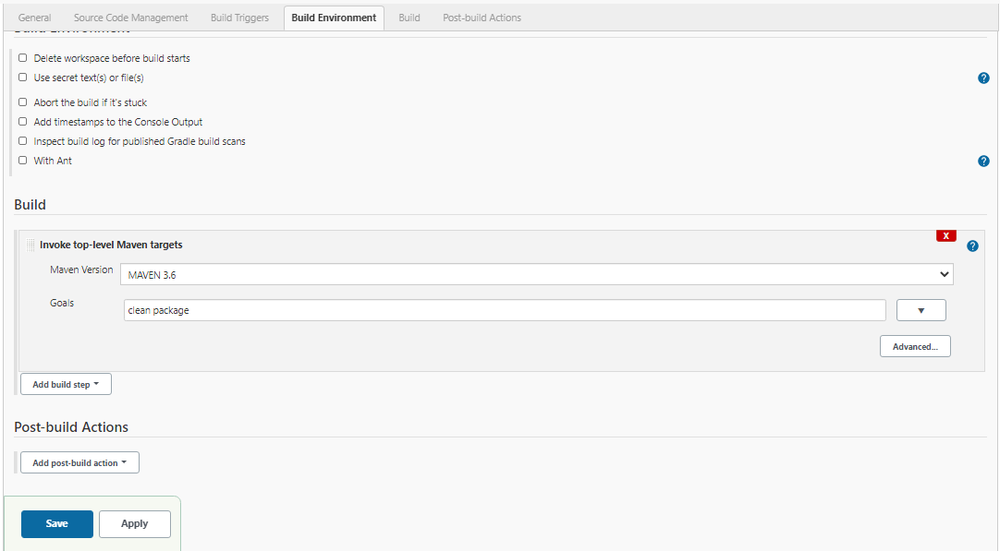 General Source Code Management Build Triggers Build Environment Build Post-build Actions
Build Environment
Delete workspace before build starts
Use secret text(s) or file(s)
?
Abort the build if it's stuck
Add timestamps to the Console Output
Inspect build log for published Gradle build scans
With Ant
?
Build
Invoke top-level Maven targets
X
?
Maven Version
MAVEN 3.6
Goals
clean package
Advanced...
Add build step
Post-build Actions
Add post-build action
Save Apply